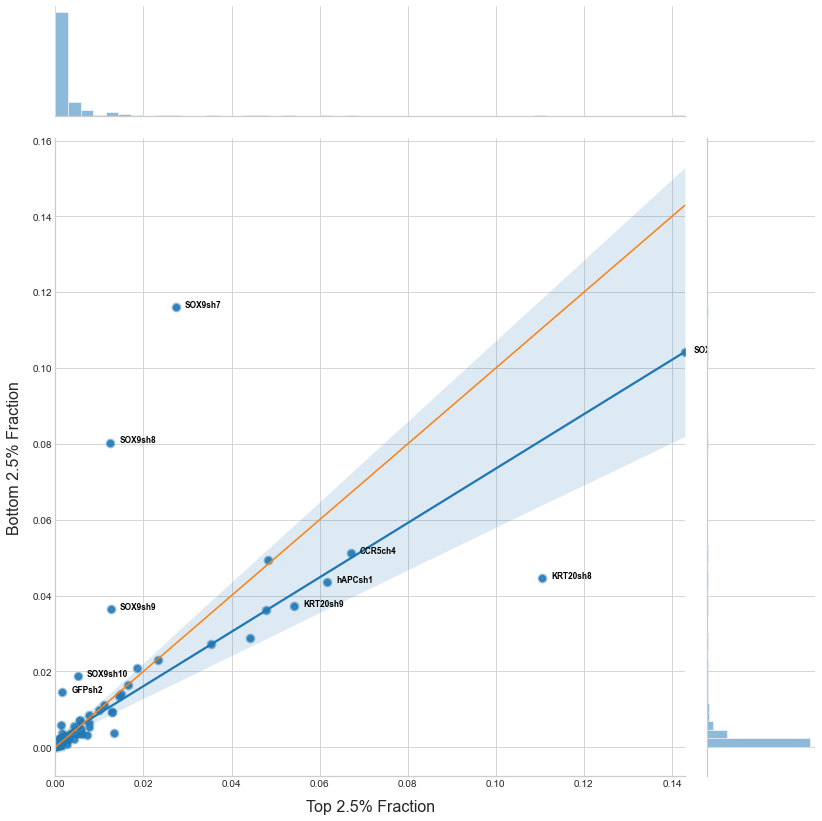 0.16
0.14
0.12
0.10
0.08
0.06
0.04
0.02
0.00
Bottom 2.5% Fraction
SOX9sh7
SOX
SOX9sh8
CCR5ch4
hAPCsh1
KRT20sh8
KRT20sh9
SOX9sh9
SOX9sh10
GFPsh2
0.00 0.02 0.04 0.06 0.08 0.10 0.12 0.14
Top 2.5% Fraction